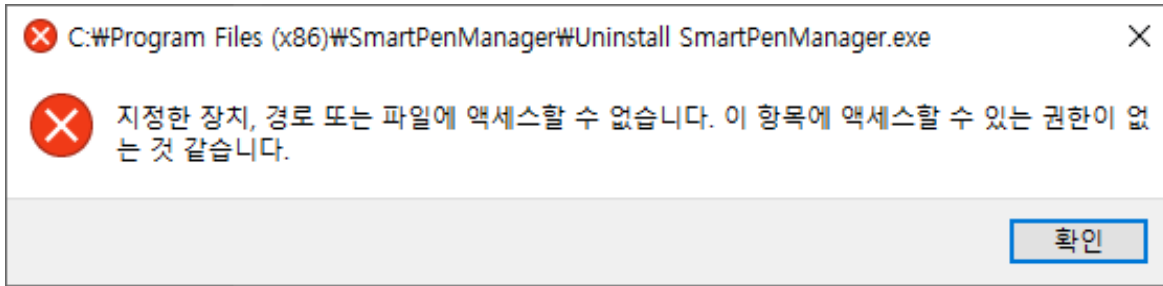 C:₩Program Files (x86)₩SmartPenManager₩Uninstall SmartPenManager.exe
지정한 장치, 경로 또는 파일에 액세스할 수 없습니다. 이 항목에 액세스할 수 있는 권한이 없
는 것 같습니다.
확인